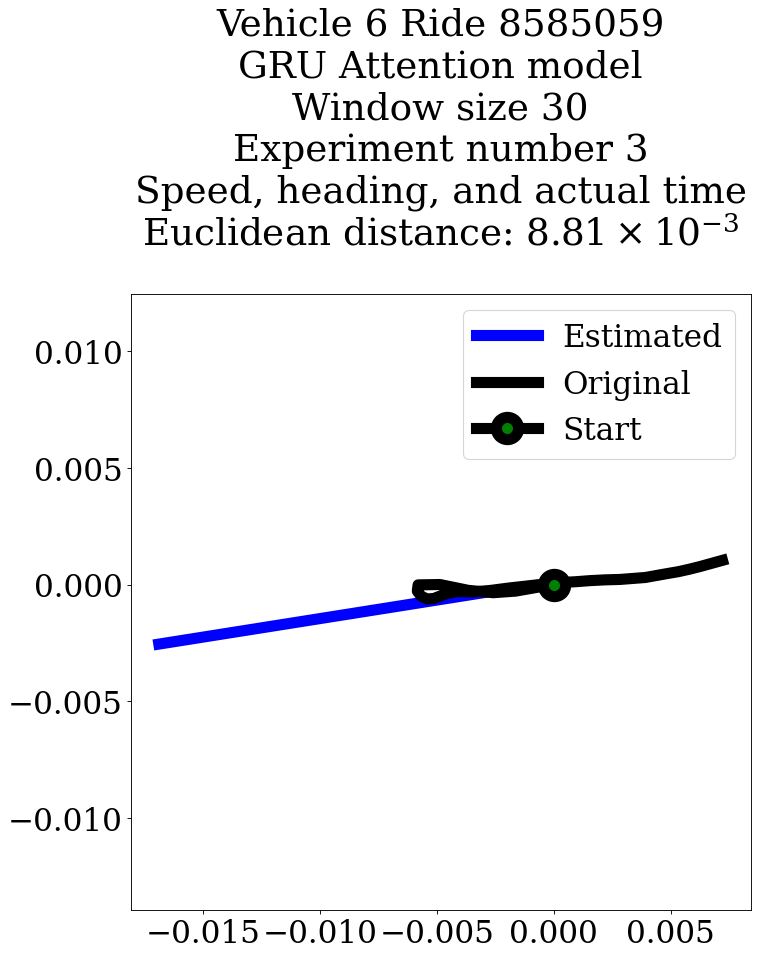 Vehicle 6 Ride 8585059
GRU Attention model
Window size 30
Experiment number 3
Speed, heading, and actual time
Euclidean distance: 8.81 × 10⁻³
Estimated
Original
Start
0.010
0.005
0.000
−0.005
−0.010
−0.015 −0.010 −0.005 0.000 0.005